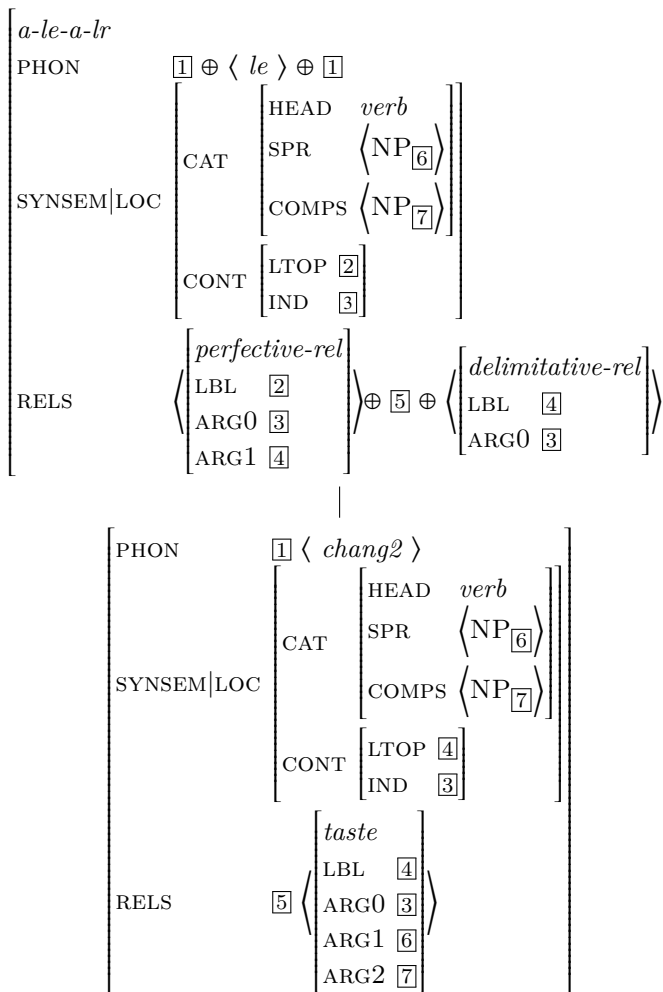 a-le-a-lr
PHON 1 ⊕ ⟨ le ⟩ ⊕ 1
SYNSEM|LOC
CAT
HEAD verb
SPR ⟨NP6⟩
COMPS ⟨NP7⟩
CONT
LTOP 2
IND 3
RELS
perfective-rel
LBL 2
ARG0 3
ARG1 4
⊕ 5 ⊕
delimitative-rel
LBL 4
ARG0 3
PHON 1 ⟨ chang2 ⟩
SYNSEM|LOC
CAT
HEAD verb
SPR ⟨NP6⟩
COMPS ⟨NP7⟩
CONT
LTOP 4
IND 3
RELS 5
taste
LBL 4
ARG0 3
ARG1 6
ARG2 7